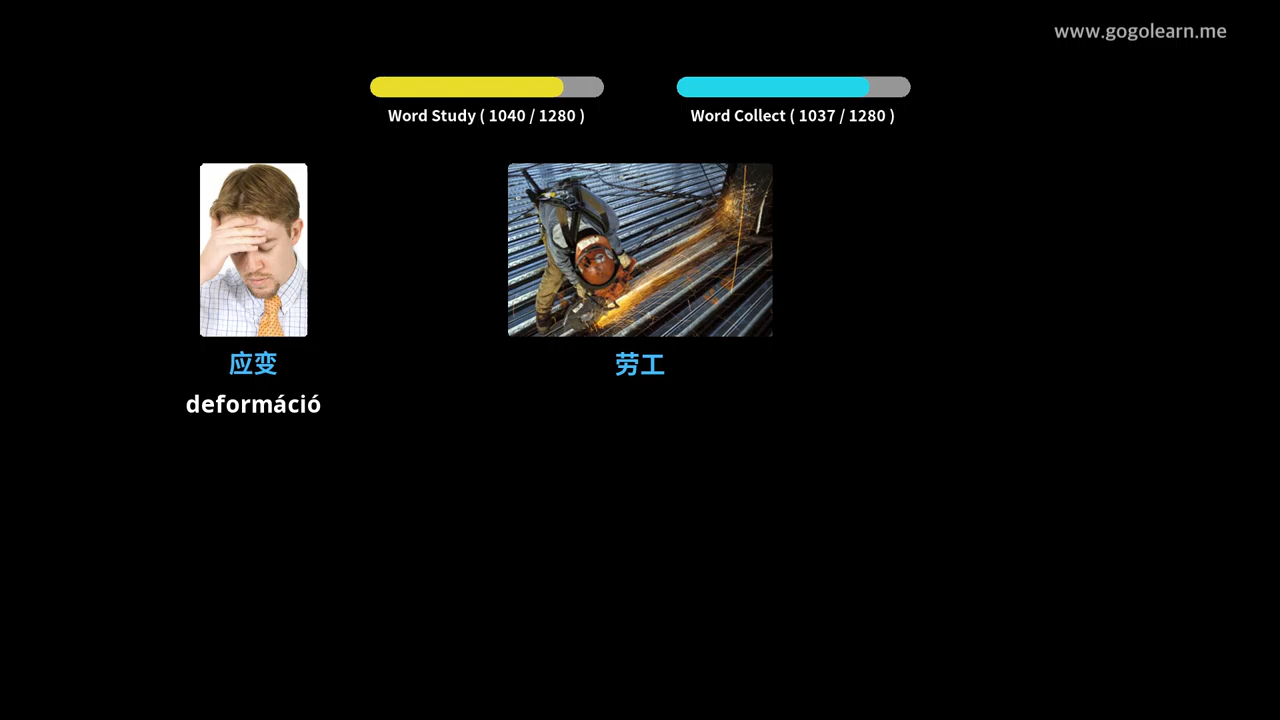 www.gogolearn.me
Word Study ( 1040 / 1280 )
Word Collect ( 1037 / 1280 )
应变
劳工
deformáció